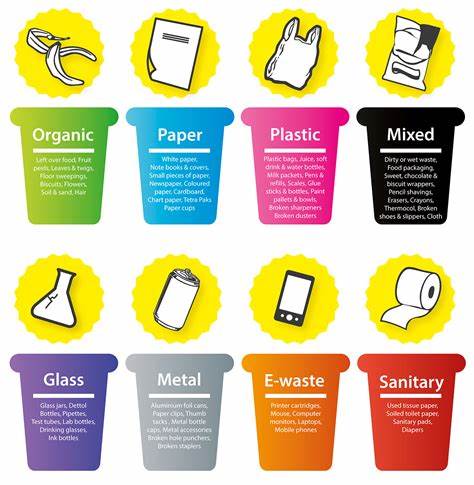 Organic
Left over food, Fruit
peels, Leaves & twigs,
Floor sweepings,
Biscuits, Flowers,
Soil & sand, Hair
Paper
White paper,
Note books & covers,
Small pieces of paper,
Newspaper, Coloured
paper, Cardboard,
Chart paper, Tetra Paks
Paper cups
Plastic
Plastic bags, Juice, soft
drink & water bottles,
Milk packets, Pens &
refills, Scales, Glue
sticks & bottles, Paint
pallets & bowls,
Broken sharpeners
Broken dusters
Mixed
Dirty or wet waste,
Food packaging,
Sweet, chocolate &
biscuit wrappers,
Pencil shavings,
Erasers, Crayons,
Thermocol, Broken
shoes & slippers, Cloth
Glass
Glass jars, Dettol
Bottles, Pipettes,
Test tubes, Lab bottles,
Drinking glasses,
Ink bottles
Metal
Aluminium foil cans,
Paper clips, Thumb
tacks , Metal bottle
caps, Metal accessories
Broken hole punchers,
Broken staplers
E-waste
Printer cartridges,
Mouse, Computer
monitors, Laptops,
Mobile phones
Sanitary
Used tissue paper,
Soiled toilet paper,
Sanitary pads,
Diapers